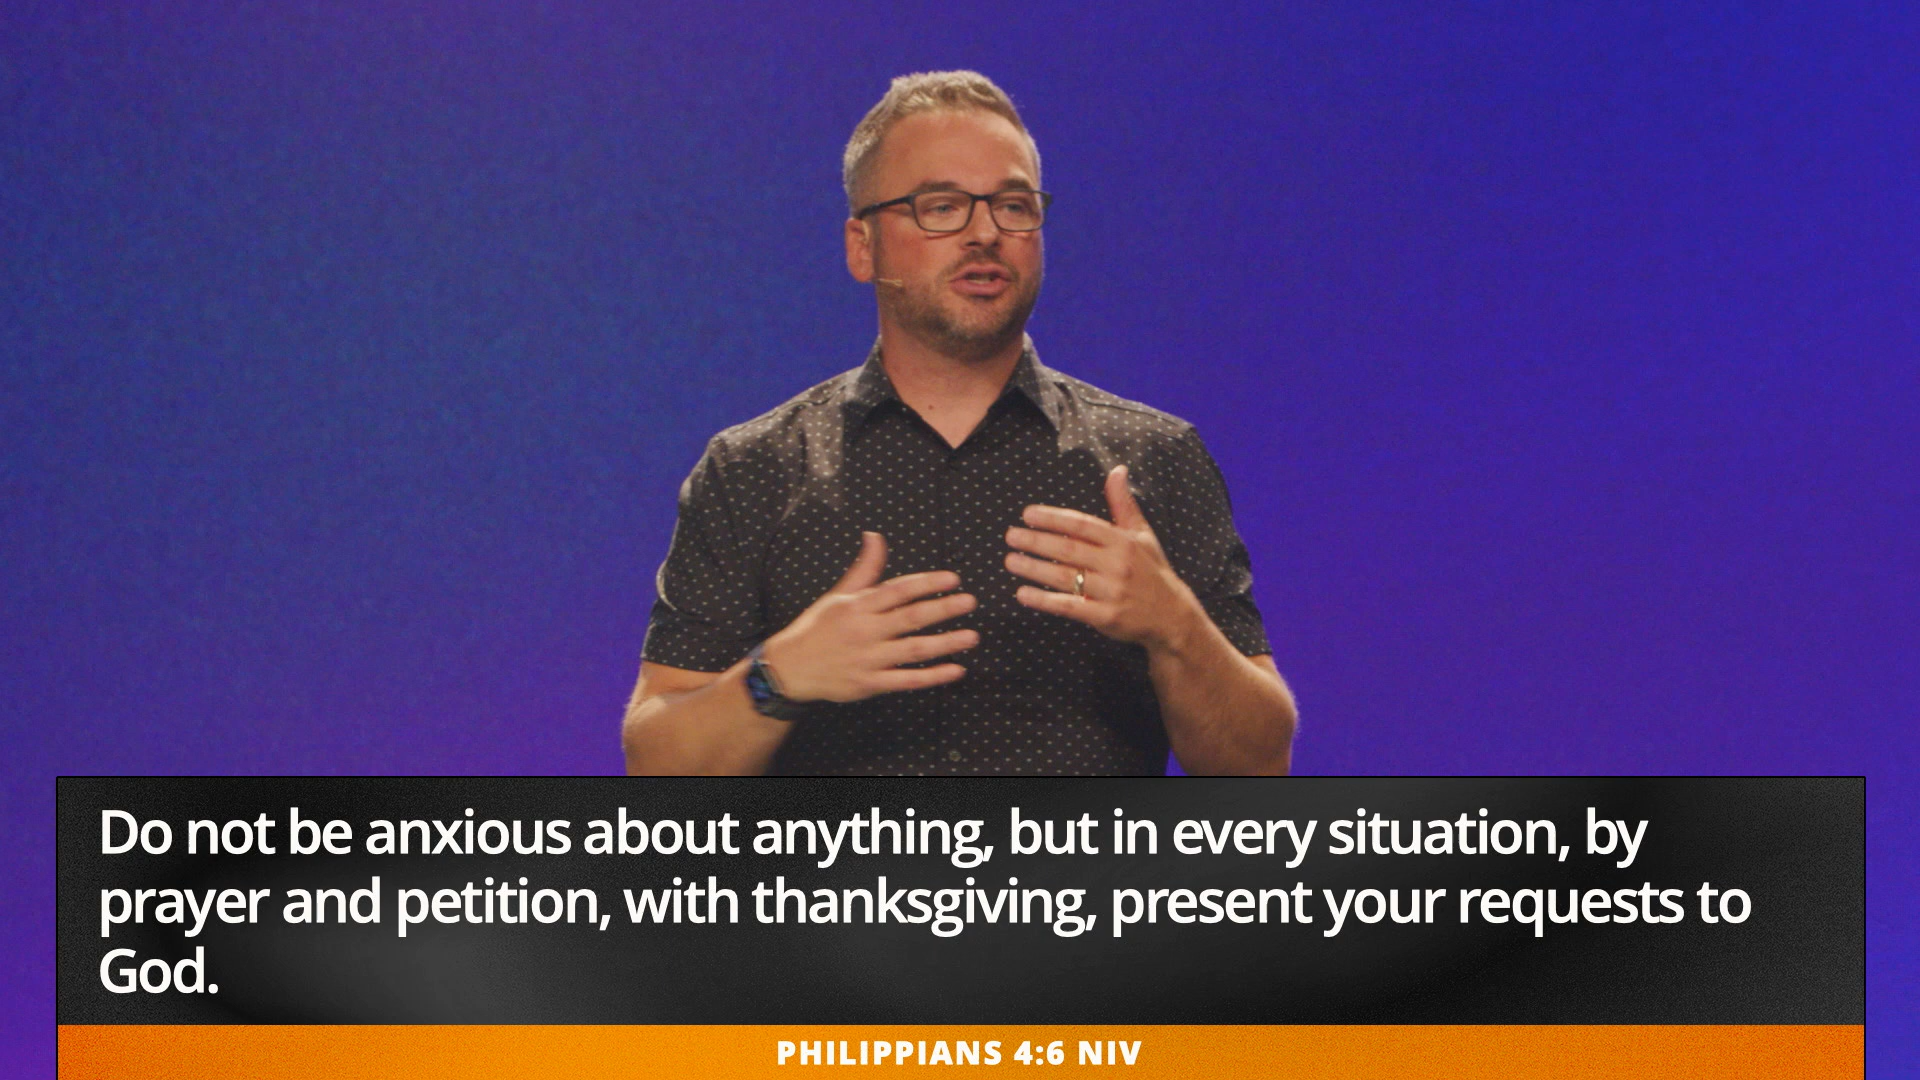 Do not be anxious about anything, but in every situation, by
prayer and petition, with thanksgiving, present your requests to
God.
PHILIPPIANS 4:6 NIV